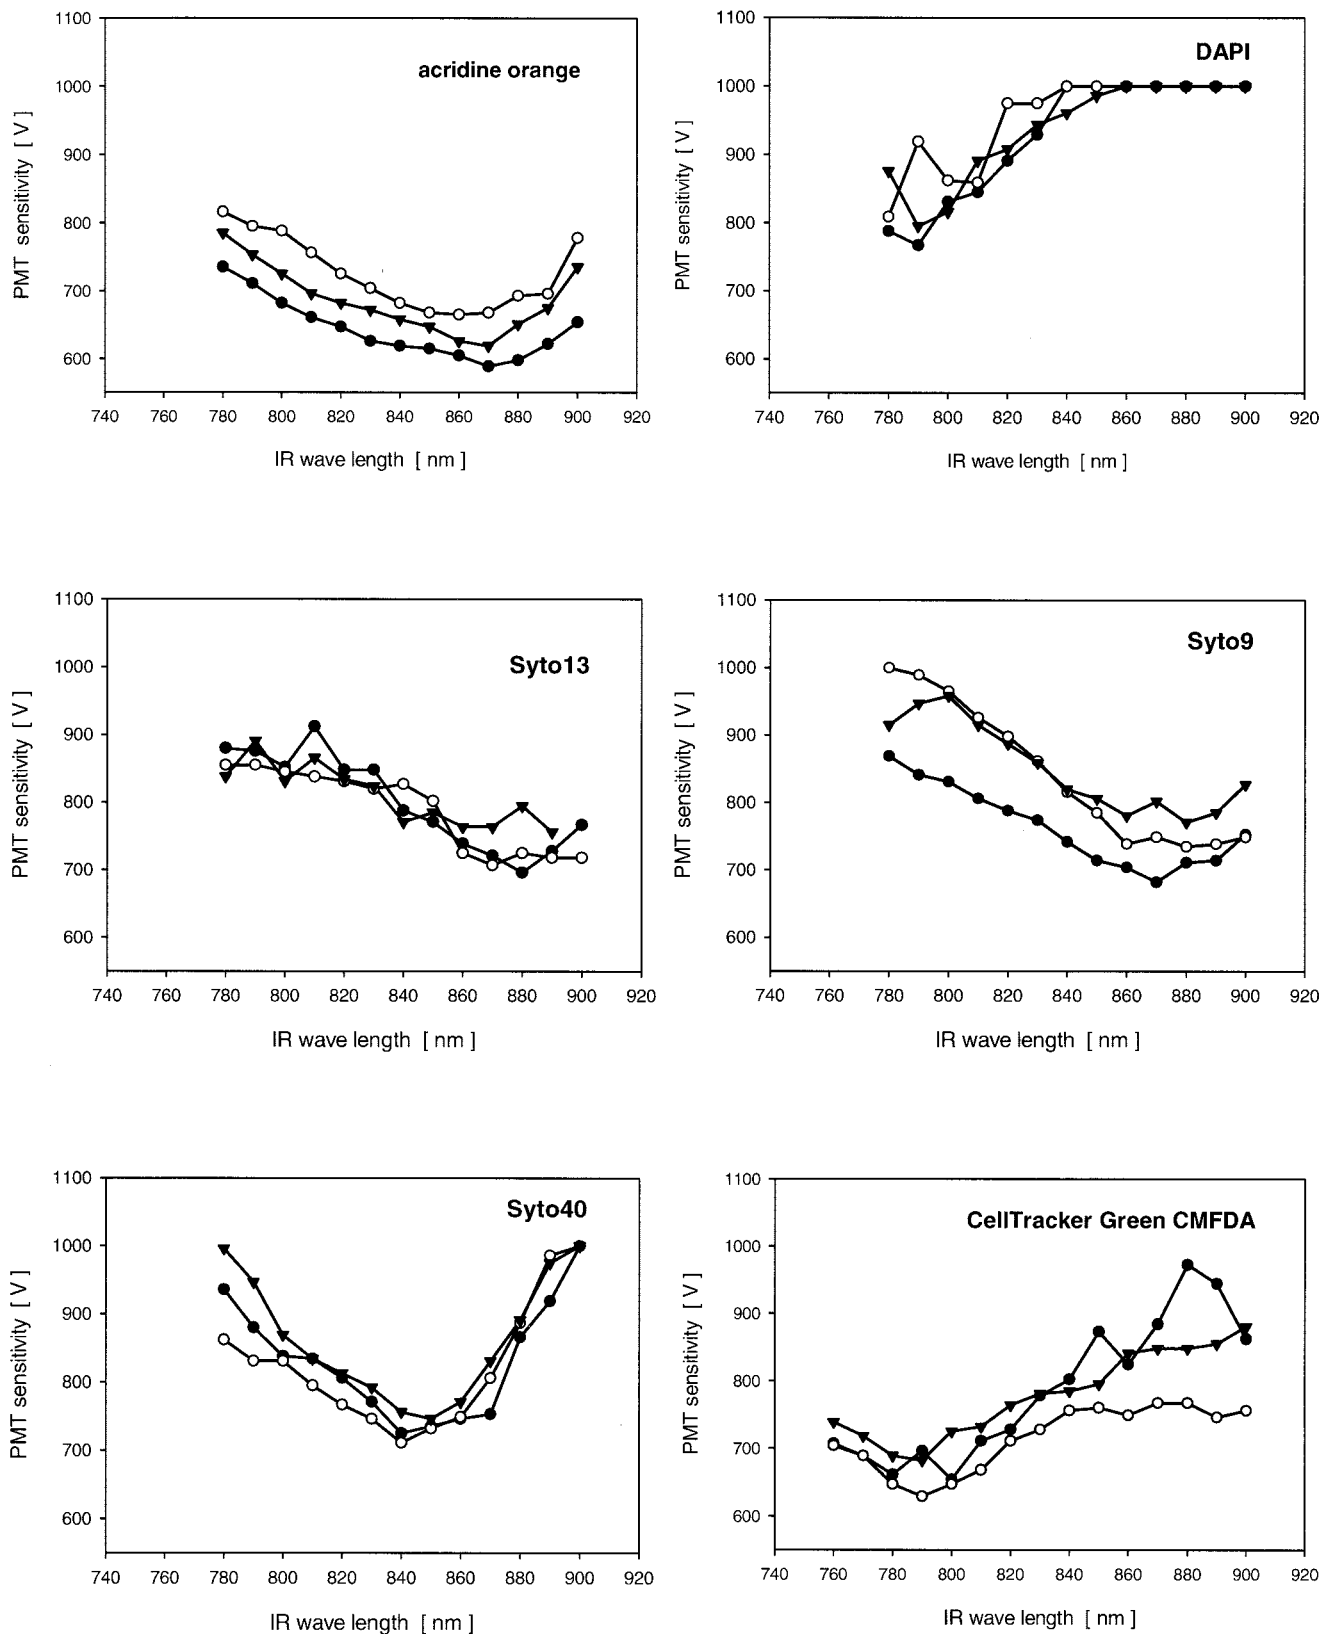 acridine orange
PMT sensitivity [ V ]
1100
1000
900
800
700
600
740 760 780 800 820 840 860 880 900 920
IR wave length [ nm ]
DAPI
PMT sensitivity [ V ]
1100
1000
900
800
700
600
740 760 780 800 820 840 860 880 900 920
IR wave length [ nm ]
Syto13
PMT sensitivity [ V ]
1100
1000
900
800
700
600
740 760 780 800 820 840 860 880 900 920
IR wave length [ nm ]
Syto9
PMT sensitivity [ V ]
1100
1000
900
800
700
600
740 760 780 800 820 840 860 880 900 920
IR wave length [ nm ]
Syto40
PMT sensitivity [ V ]
1100
1000
900
800
700
600
740 760 780 800 820 840 860 880 900 920
IR wave length [ nm ]
CellTracker Green CMFDA
PMT sensitivity [ V ]
1100
1000
900
800
700
600
740 760 780 800 820 840 860 880 900 920
IR wave length [ nm ]